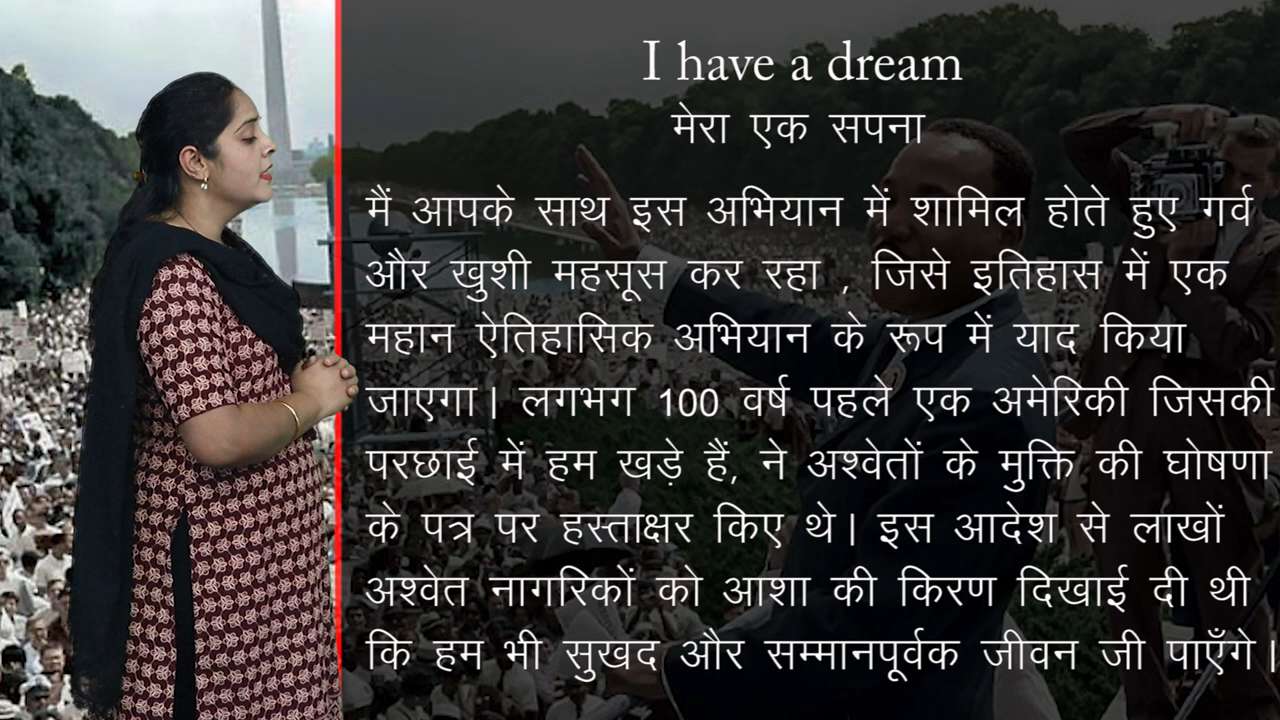 I have a dream
मेरा एक सपना
मैं आपके साथ इस अभियान में शामिल होते हुए गर्व
और खुशी महसूस कर रहा , जिसे इतिहास में एक
महान ऐतिहासिक अभियान के रूप में याद किया
जाएगा| लगभग 100 वर्ष पहले एक अमेरिकी जिसकी
परछाई में हम खड़े हैं, ने अश्वेतों के मुक्ति की घोषणा
के पत्र पर हस्ताक्षर किए थे| इस आदेश से लाखों
अश्वेत नागरिकों को आशा की किरण दिखाई दी थी
कि हम भी सुखद और सम्मानपूर्वक जीवन जी पाएँगे|